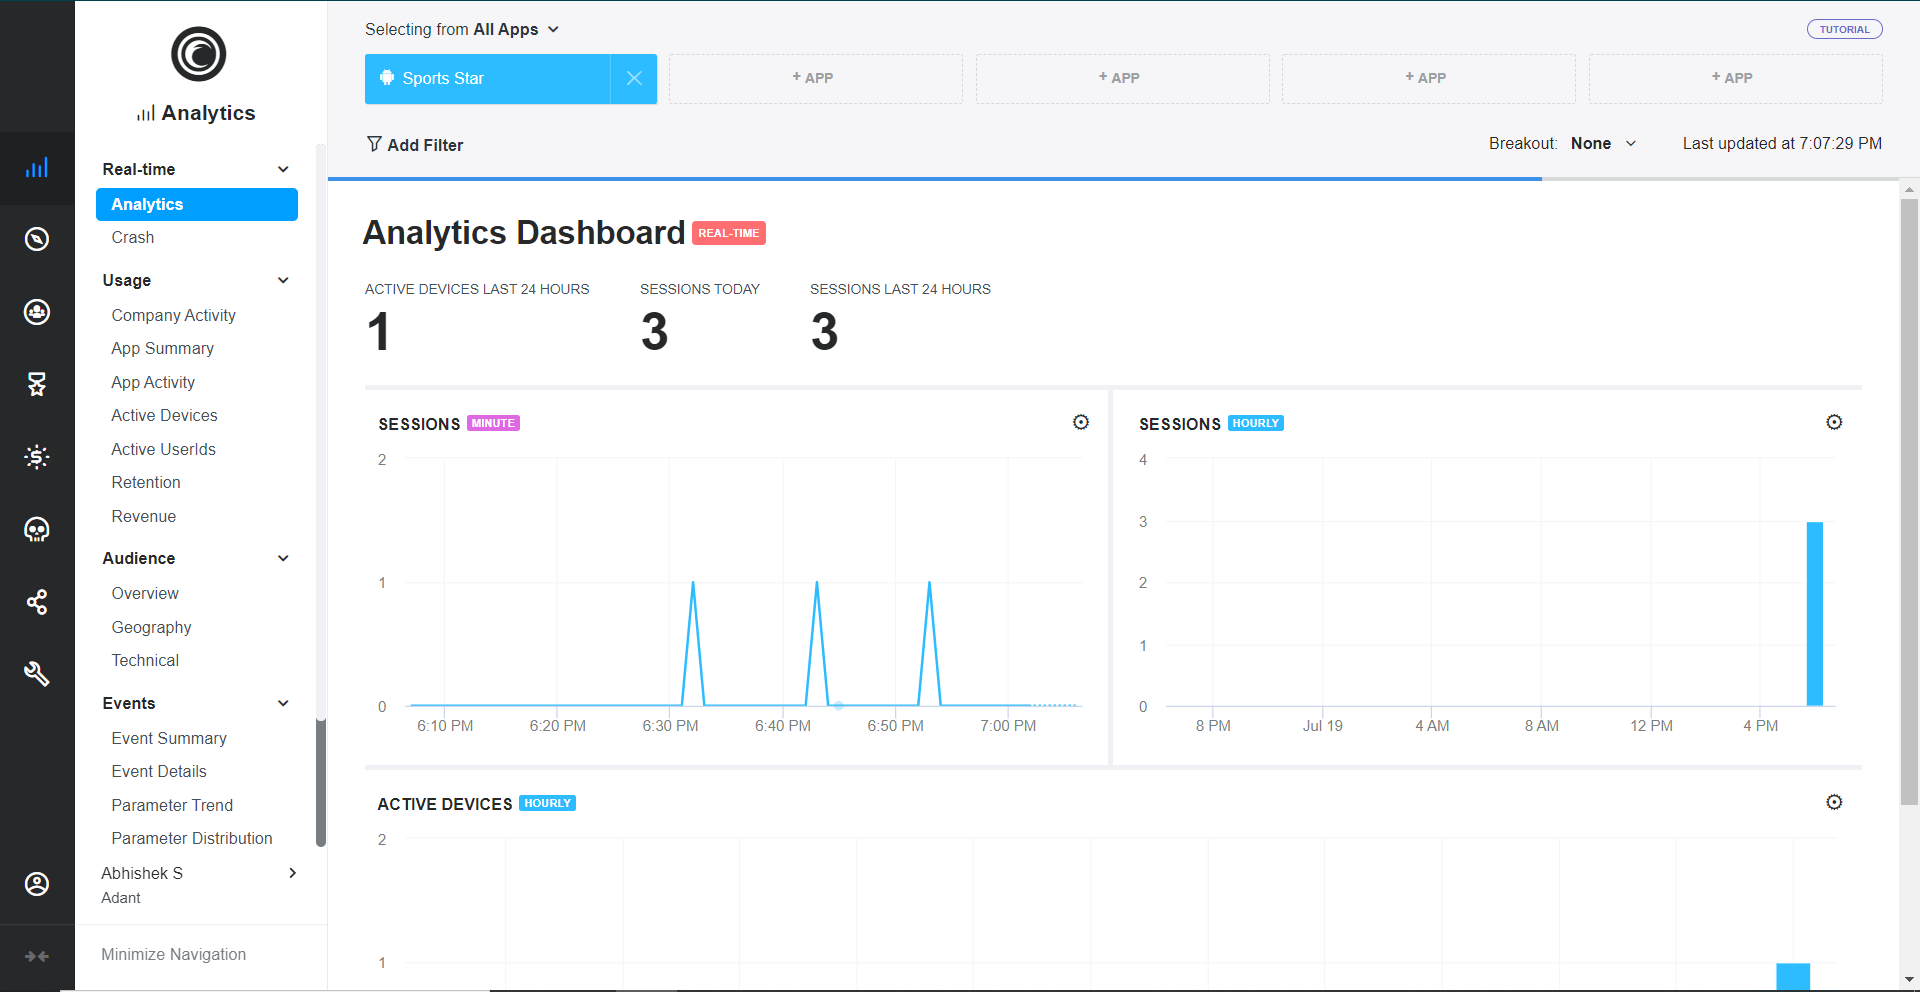 Analytics
Real-time
Analytics
Crash
Usage
Company Activity
App Summary
App Activity
Active Devices
Active UserIds
Retention
Revenue
Audience
Overview
Geography
Technical
Events
Event Summary
Event Details
Parameter Trend
Parameter Distribution
Abhishek S
Adant
Minimize Navigation
Selecting from All Apps
TUTORIAL
Sports Star
+ APP
+ APP
+ APP
+ APP
Add Filter
Breakout: None
Last updated at 7:07:29 PM
Analytics Dashboard REAL-TIME
ACTIVE DEVICES LAST 24 HOURS
1
SESSIONS TODAY
3
SESSIONS LAST 24 HOURS
3
SESSIONS MINUTE
2
1
0
6:10 PM 6:20 PM 6:30 PM 6:40 PM 6:50 PM 7:00 PM
SESSIONS HOURLY
4
3
2
1
0
8 PM Jul 19 4 AM 8 AM 12 PM 4 PM
ACTIVE DEVICES HOURLY
2
1